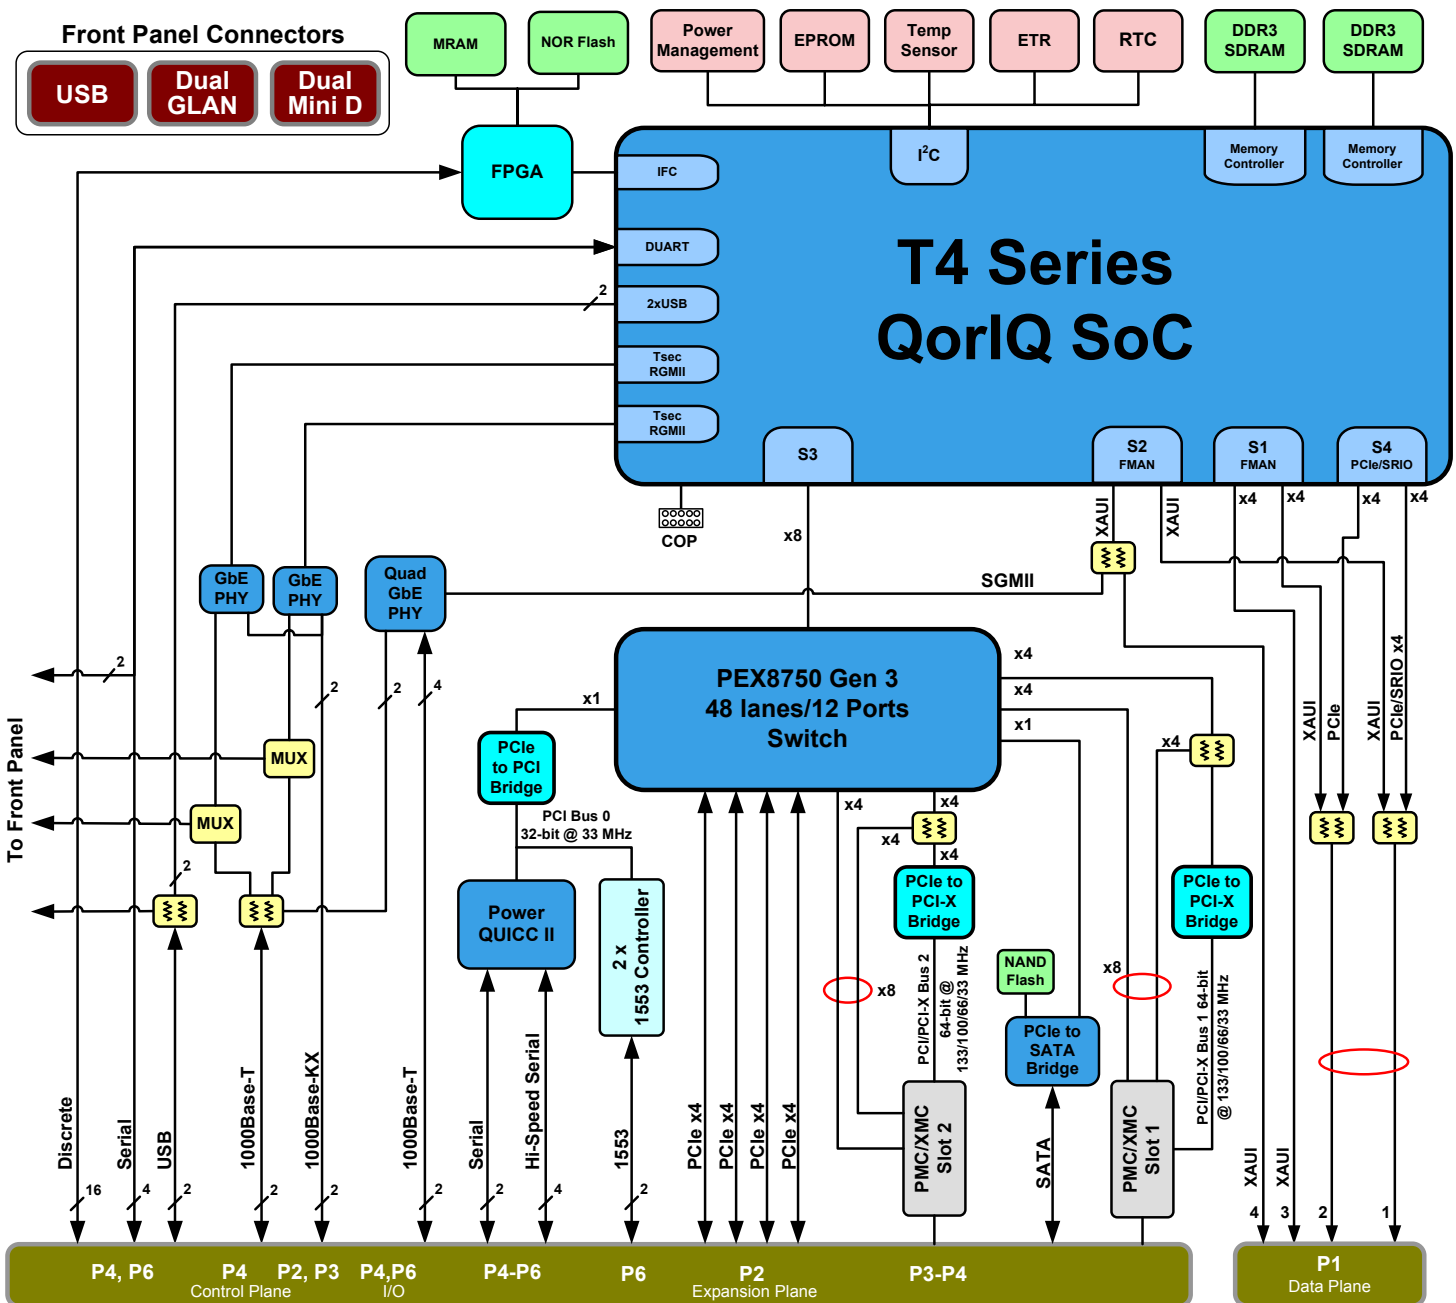 Front Panel Connectors
USB
Dual
GLAN
Dual
Mini D
MRAM
NOR Flash
Power
Management
EPROM
Temp
Sensor
ETR
RTC
DDR3
SDRAM
DDR3
SDRAM
FPGA
IFC
I²C
Memory
Controller
Memory
Controller
DUART
2xUSB
2
Tsec
RGMII
Tsec
RGMII
T4 Series
QorIQ SoC
S3
S2
FMAN
S1
FMAN
S4
PCIe/SRIO
COP
x8
XAUI
XAUI
x4
x4
x4
x4
GbE
PHY
GbE
PHY
Quad
GbE
PHY
SGMII
2
2
2
4
To Front Panel
MUX
MUX
2
PEX8750 Gen 3
48 lanes/12 Ports
Switch
x1
x4
x4
x1
x4
XAUI
PCIe
XAUI
PCIe/SRIO x4
PCIe
to PCI
Bridge
PCI Bus 0
32-bit @ 33 MHz
x4
x4
x4
x4
Power
QUICC II
2 x
1553 Controller
PCIe to
PCI-X
Bridge
PCIe to
PCI-X
Bridge
x8
PCI/PCI-X Bus 2
64-bit @
133/100/66/33 MHz
NAND
Flash
PCIe to
SATA
Bridge
x8
PCI/PCI-X Bus 1 64-bit
@ 133/100/66/33 MHz
PMC/XMC
Slot 2
PMC/XMC
Slot 1
Discrete
16
Serial
4
USB
2
1000Base-T
2
1000Base-KX
2
1000Base-T
2
Serial
2
Hi-Speed Serial
4
1553
2
PCIe x4
PCIe x4
PCIe x4
PCIe x4
SATA
XAUI
4
XAUI
3
2
1
P4, P6
P4
P2, P3
Control Plane
P4,P6
I/O
P4-P6
P6
P2
Expansion Plane
P3-P4
P1
Data Plane